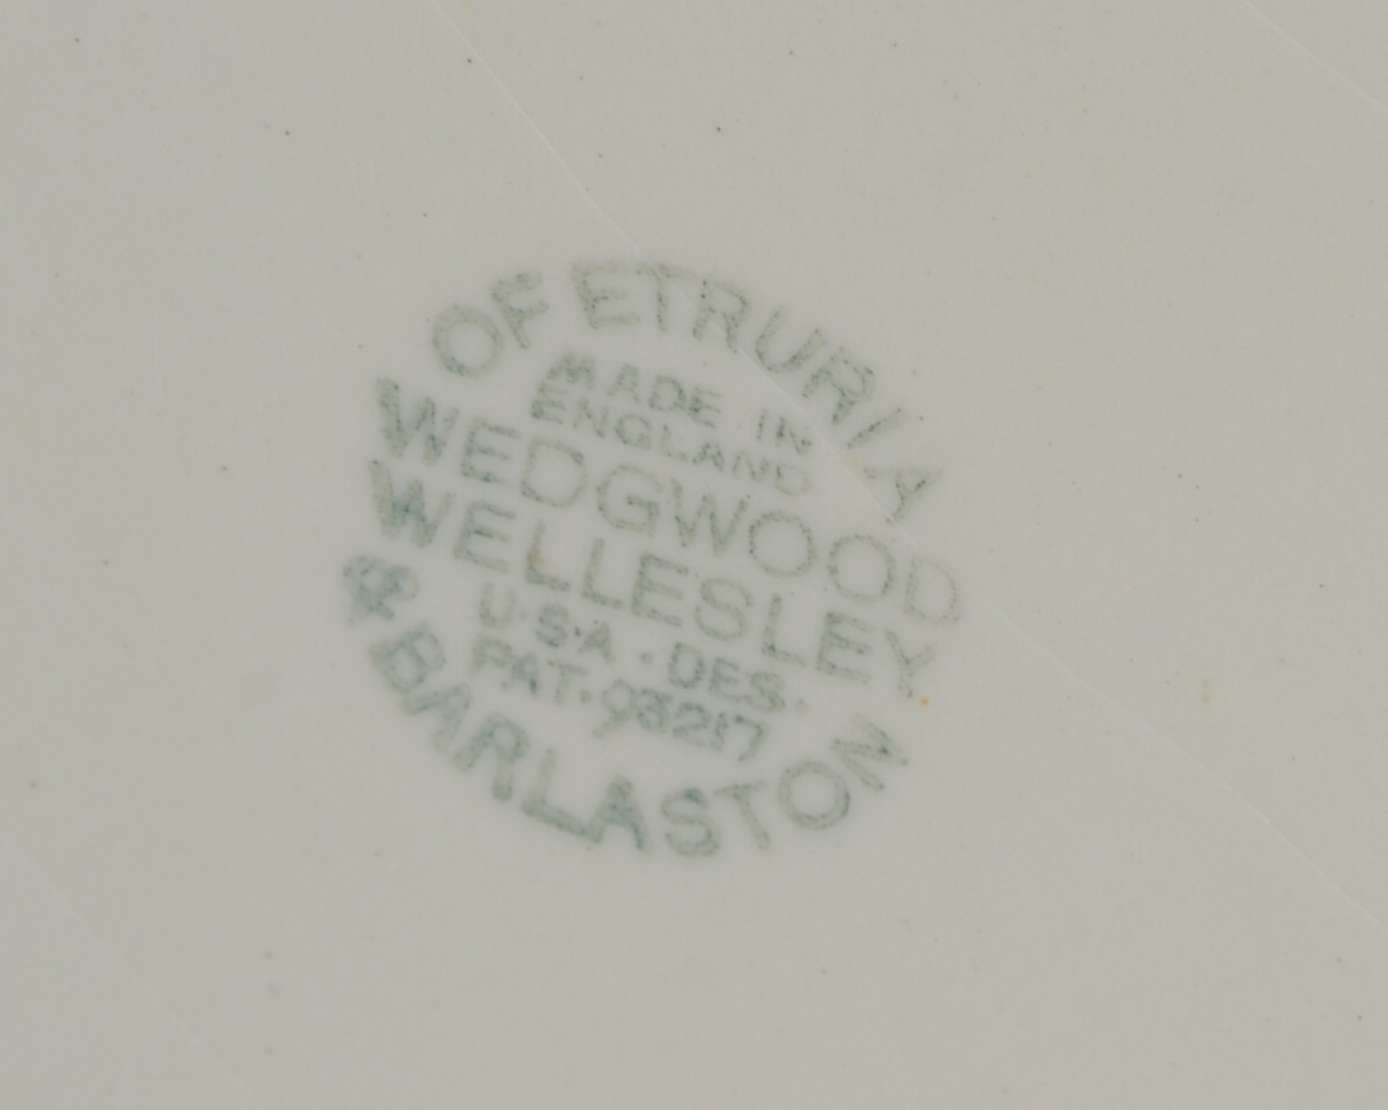 OF ETRURIA
MADE IN
ENGLAND
WEDGWOOD
WELLESLEY
U·S·A·DES.
PAT. 93217
& BARLASTON